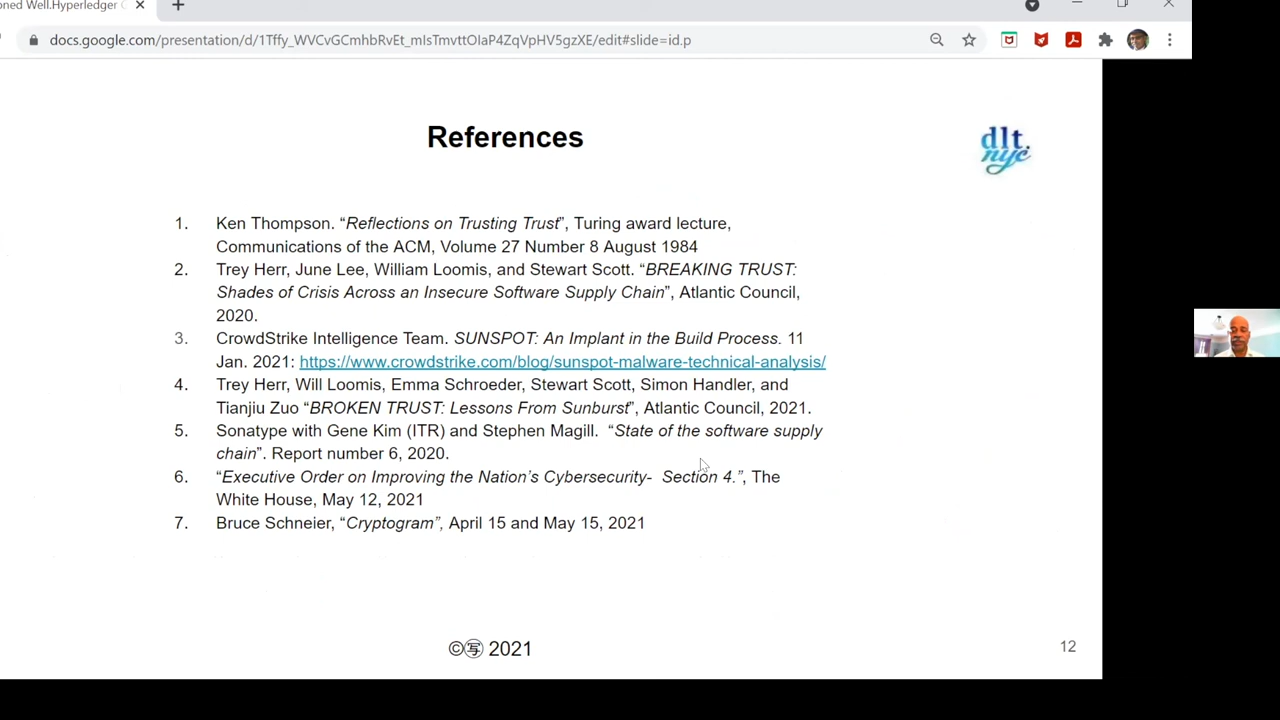 oned Well.Hyperledger
docs.google.com/presentation/d/1Tffy_WVCvGCmhbRvEt_mIsTmvttOIaP4ZqVpHV5gzXE/edit#slide=id.p
References
dlt.
nyc
1. Ken Thompson. “Reflections on Trusting Trust”, Turing award lecture,
Communications of the ACM, Volume 27 Number 8 August 1984
2. Trey Herr, June Lee, William Loomis, and Stewart Scott. “BREAKING TRUST:
Shades of Crisis Across an Insecure Software Supply Chain”, Atlantic Council,
2020.
3. CrowdStrike Intelligence Team. SUNSPOT: An Implant in the Build Process. 11
Jan. 2021: https://www.crowdstrike.com/blog/sunspot-malware-technical-analysis/
4. Trey Herr, Will Loomis, Emma Schroeder, Stewart Scott, Simon Handler, and
Tianjiu Zuo “BROKEN TRUST: Lessons From Sunburst”, Atlantic Council, 2021.
5. Sonatype with Gene Kim (ITR) and Stephen Magill. “State of the software supply
chain”. Report number 6, 2020.
6. “Executive Order on Improving the Nation’s Cybersecurity- Section 4.”, The
White House, May 12, 2021
7. Bruce Schneier, “Cryptogram”, April 15 and May 15, 2021
©㊢ 2021
12